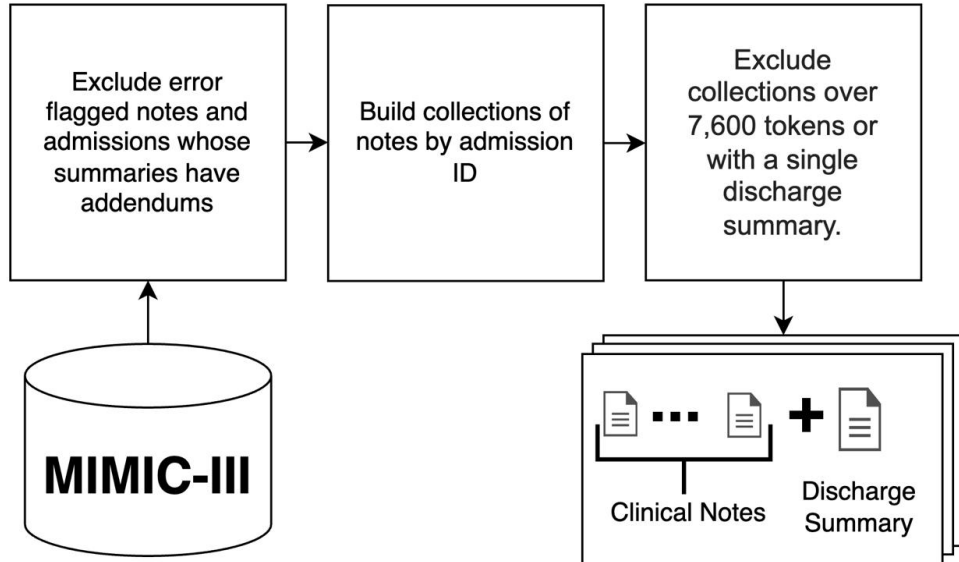 Exclude error
flagged notes and
admissions whose
summaries have
addendums
Build collections of
notes by admission
ID
Exclude
collections over
7,600 tokens or
with a single
discharge
summary.
MIMIC-III
Clinical Notes
Discharge
Summary